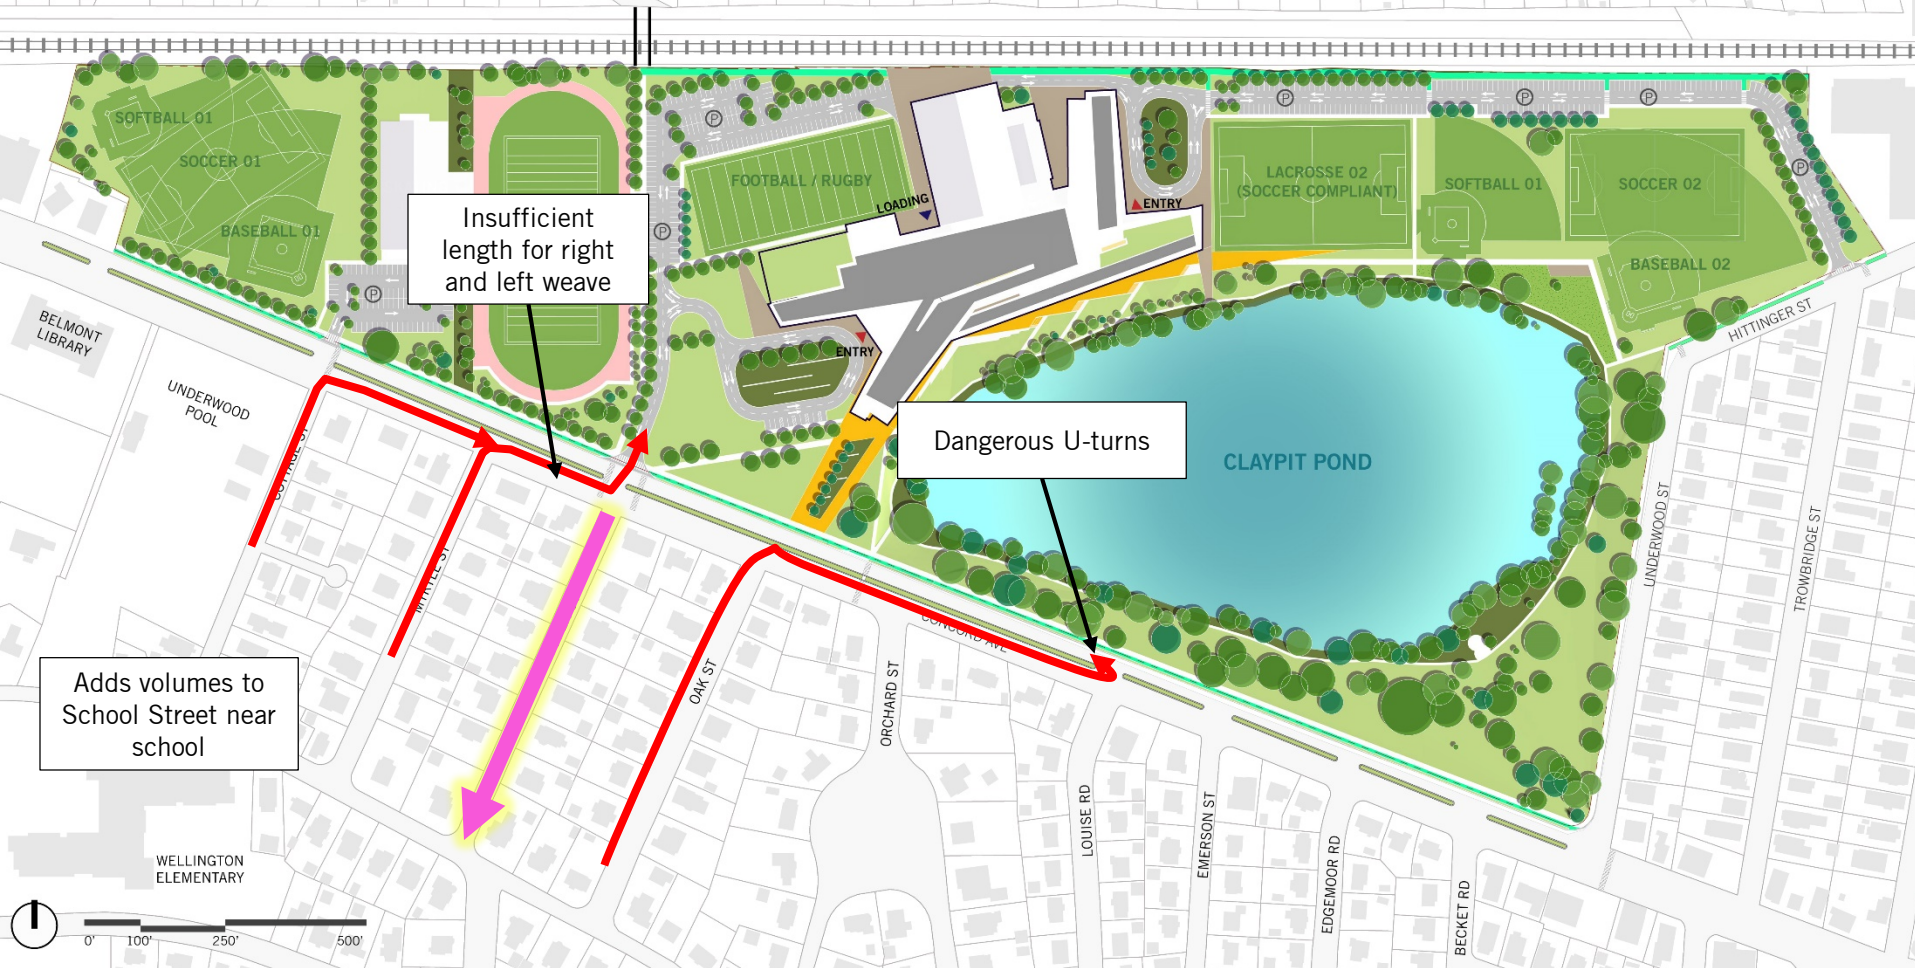 SOFTBALL 01
SOCCER 01
BASEBALL 01
P
P
P
FOOTBALL / RUGBY
LOADING
ENTRY
ENTRY
P
P
P
P
LACROSSE 02
(SOCCER COMPLIANT)
SOFTBALL 01
SOCCER 02
BASEBALL 02
HITTINGER ST
Insufficient
length for right
and left weave
Dangerous U-turns
CLAYPIT POND
BELMONT
LIBRARY
UNDERWOOD
POOL
COTTAGE ST
MYRTLE ST
OAK ST
ORCHARD ST
CONCORD AVE
LOUISE RD
EMERSON ST
EDGEMOOR RD
BECKET RD
UNDERWOOD ST
TROWBRIDGE ST
Adds volumes to
School Street near
school
WELLINGTON
ELEMENTARY
0' 100' 250' 500'